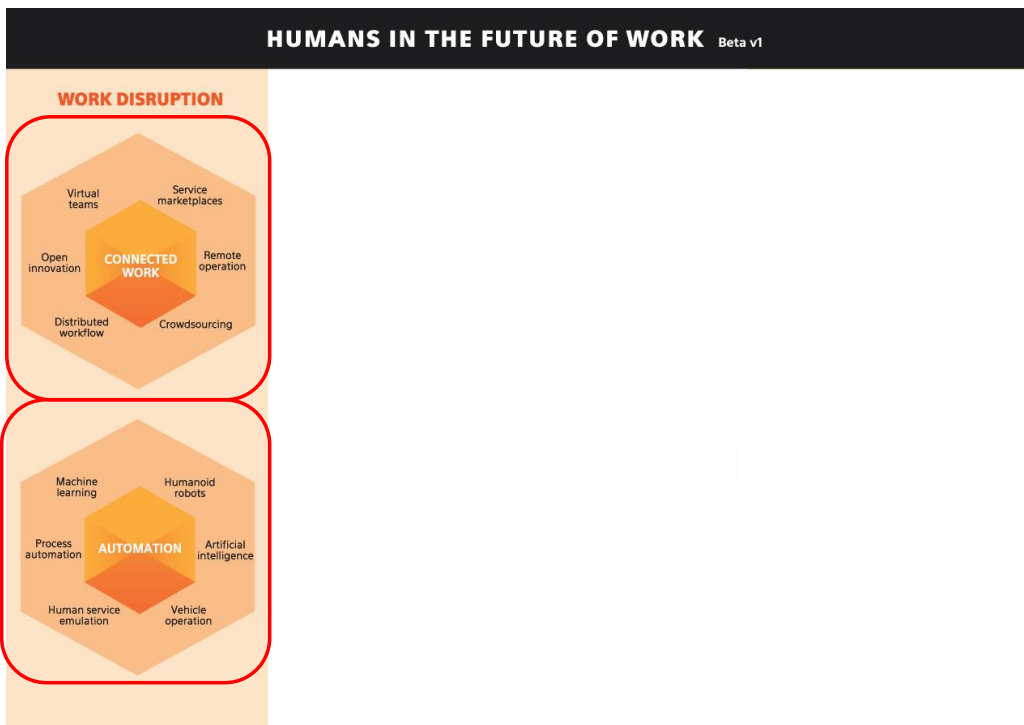 HUMANS IN THE FUTURE OF WORK Beta v1
WORK DISRUPTION
Virtual
teams
Service
marketplaces
Open
innovation
CONNECTED
WORK
Remote
operation
Distributed
workflow
Crowdsourcing
Machine
learning
Humanoid
robots
Process
automation
AUTOMATION
Artificial
intelligence
Human service
emulation
Vehicle
operation